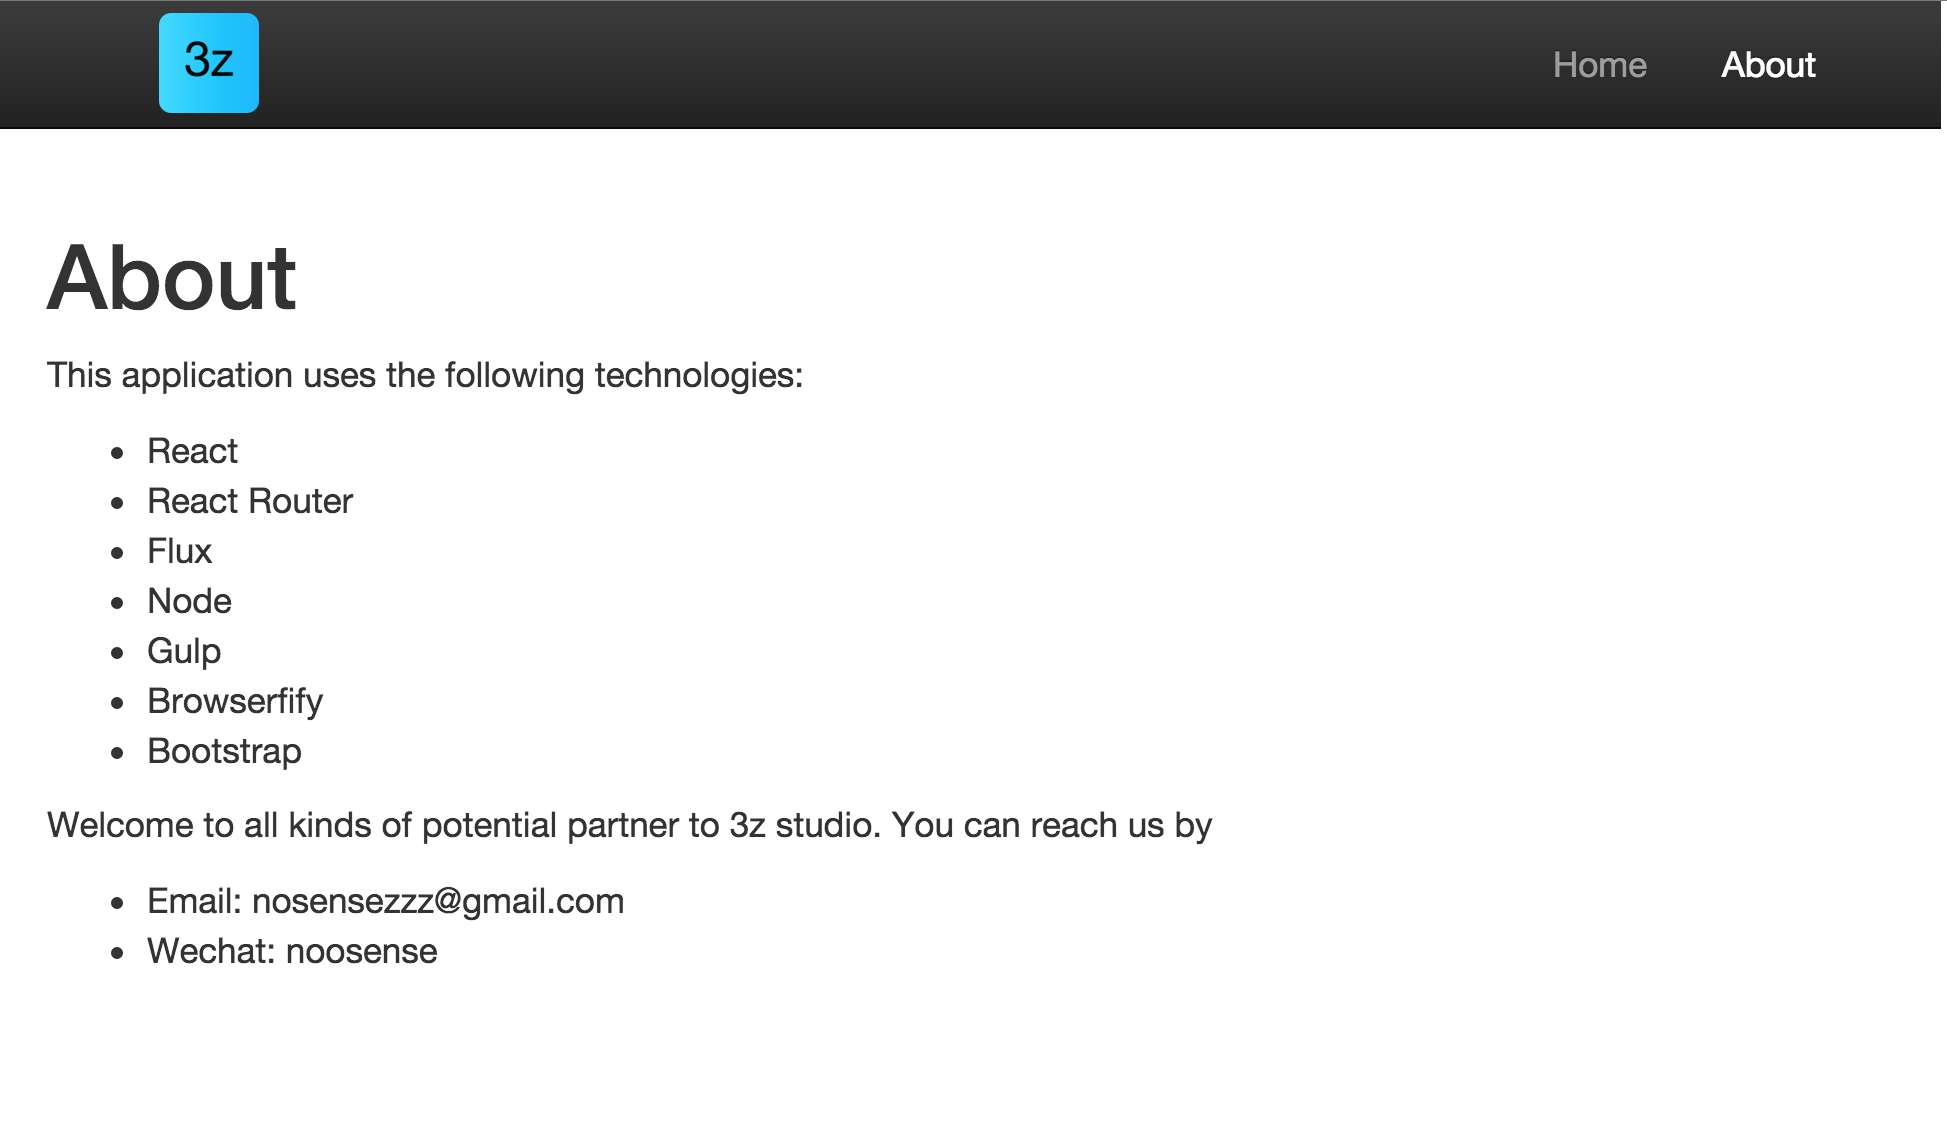 3z
Home About
About
This application uses the following technologies:
React
React Router
Flux
Node
Gulp
Browserfify
Bootstrap
Welcome to all kinds of potential partner to 3z studio. You can reach us by
Email: nosensezzz@gmail.com
Wechat: noosense